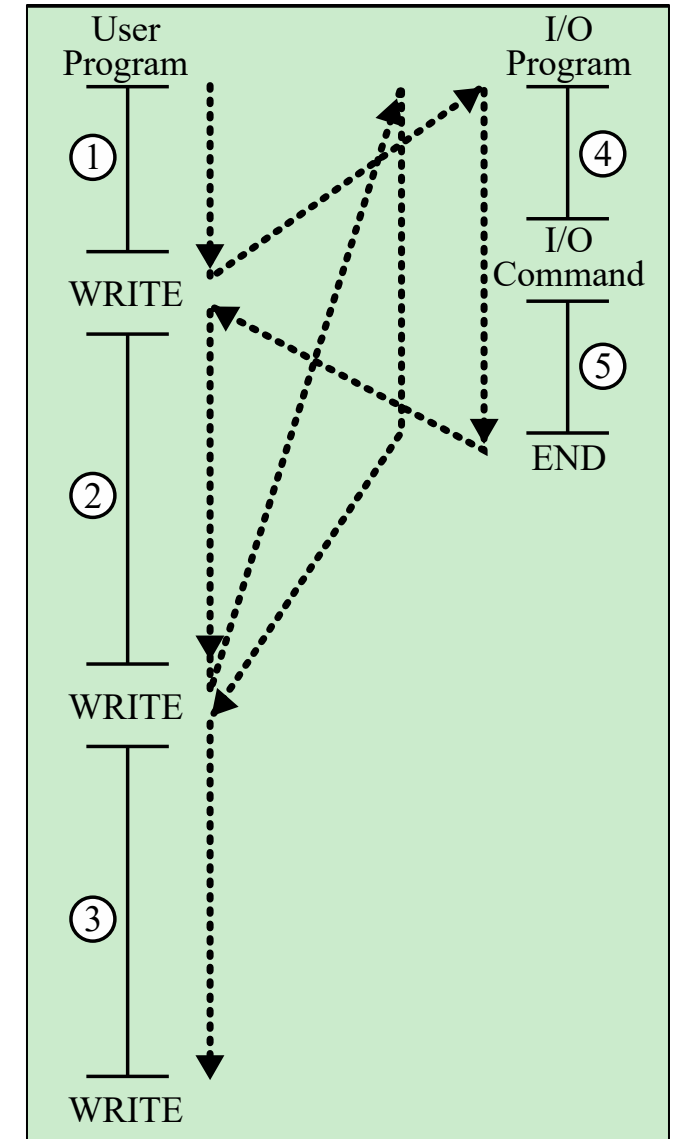 User
Program
1
WRITE
2
WRITE
3
WRITE
I/O
Program
4
I/O
Command
5
END